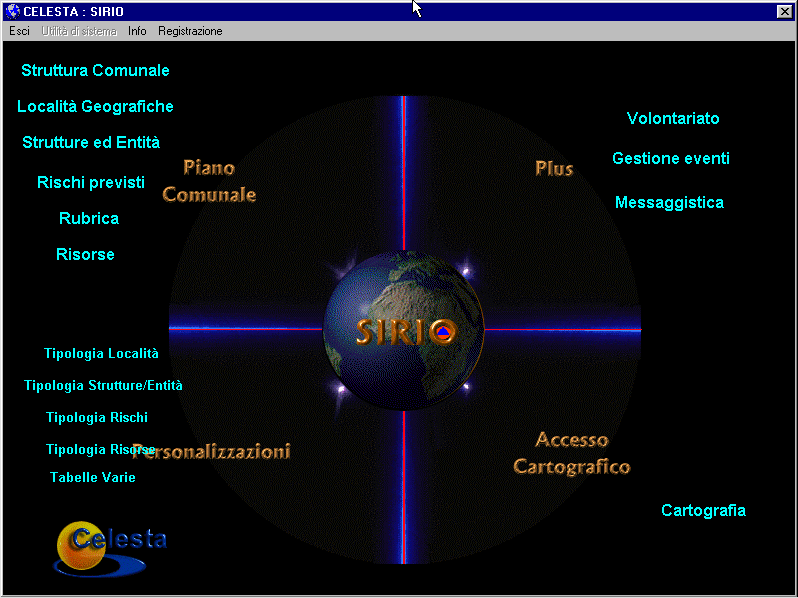 CELESTA : SIRIO
Esci Utilità di sistema Info Registrazione
Struttura Comunale
Località Geografiche
Strutture ed Entità
Rischi previsti
Rubrica
Risorse
Piano
Comunale
Plus
Volontariato
Gestione eventi
Messaggistica
SIRIO
Tipologia Località
Tipologia Strutture/Entità
Tipologia Rischi
Tipologia Risorse
Tabelle Varie
Personalizzazioni
Accesso
Cartografico
Cartografia
Celesta